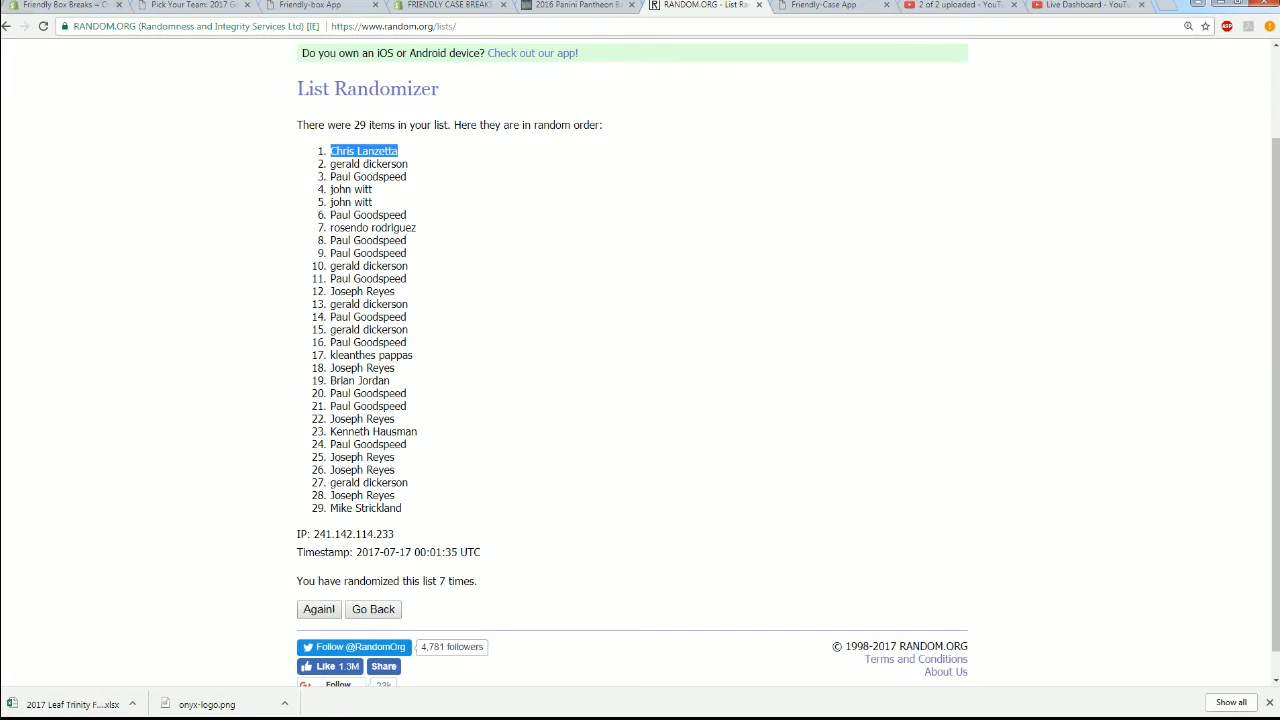 Friendly Box Breaks – C
Pick Your Team: 2017 G
Friendly-box App
FRIENDLY CASE BREAKS
2016 Panini Pantheon B
RANDOM.ORG - List Ra
Friendly-Case App
2 of 2 uploaded - YouTu
Live Dashboard - YouTu
RANDOM.ORG (Randomness and Integrity Services Ltd) [IE]
https://www.random.org/lists/
ABP
Do you own an iOS or Android device? Check out our app!
List Randomizer
There were 29 items in your list. Here they are in random order:
1. Chris Lanzetta
2. gerald dickerson
3. Paul Goodspeed
4. john witt
5. john witt
6. Paul Goodspeed
7. rosendo rodriguez
8. Paul Goodspeed
9. Paul Goodspeed
10. gerald dickerson
11. Paul Goodspeed
12. Joseph Reyes
13. gerald dickerson
14. Paul Goodspeed
15. gerald dickerson
16. Paul Goodspeed
17. kleanthes pappas
18. Joseph Reyes
19. Brian Jordan
20. Paul Goodspeed
21. Paul Goodspeed
22. Joseph Reyes
23. Kenneth Hausman
24. Paul Goodspeed
25. Joseph Reyes
26. Joseph Reyes
27. gerald dickerson
28. Joseph Reyes
29. Mike Strickland
IP: 241.142.114.233
Timestamp: 2017-07-17 00:01:35 UTC
You have randomized this list 7 times.
Again! Go Back
Follow @RandomOrg 4,781 followers
Like 1.3M Share
G+ Follow 23k
© 1998-2017 RANDOM.ORG
Terms and Conditions
About Us
2017 Leaf Trinity F....xlsx
onyx-logo.png
Show all